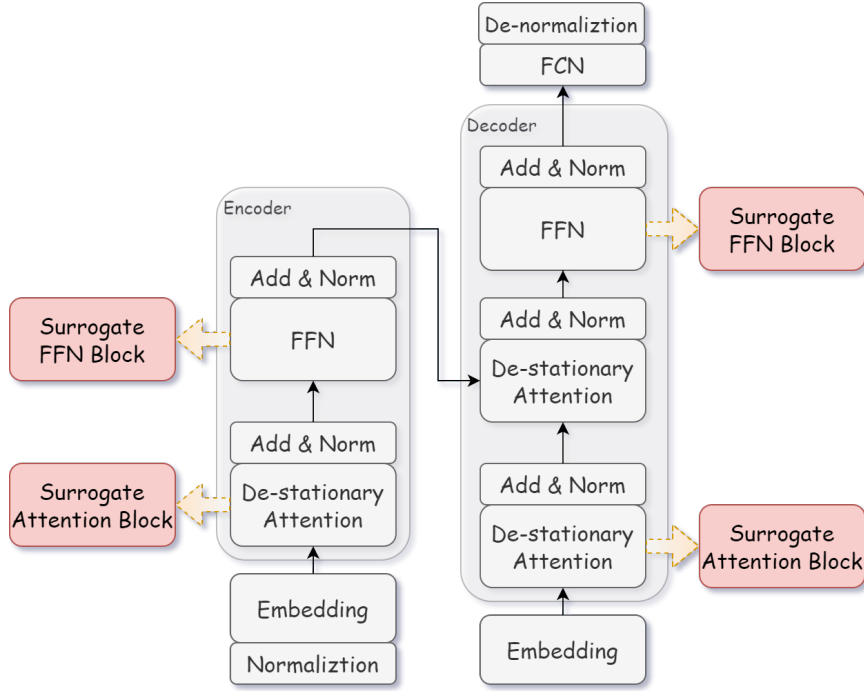 De-normaliztion
FCN
Decoder
Add & Norm
FFN
Surrogate
FFN Block
Add & Norm
De-stationary
Attention
Add & Norm
De-stationary
Attention
Surrogate
Attention Block
Embedding
Encoder
Add & Norm
FFN
Surrogate
FFN Block
Add & Norm
De-stationary
Attention
Surrogate
Attention Block
Embedding
Normaliztion